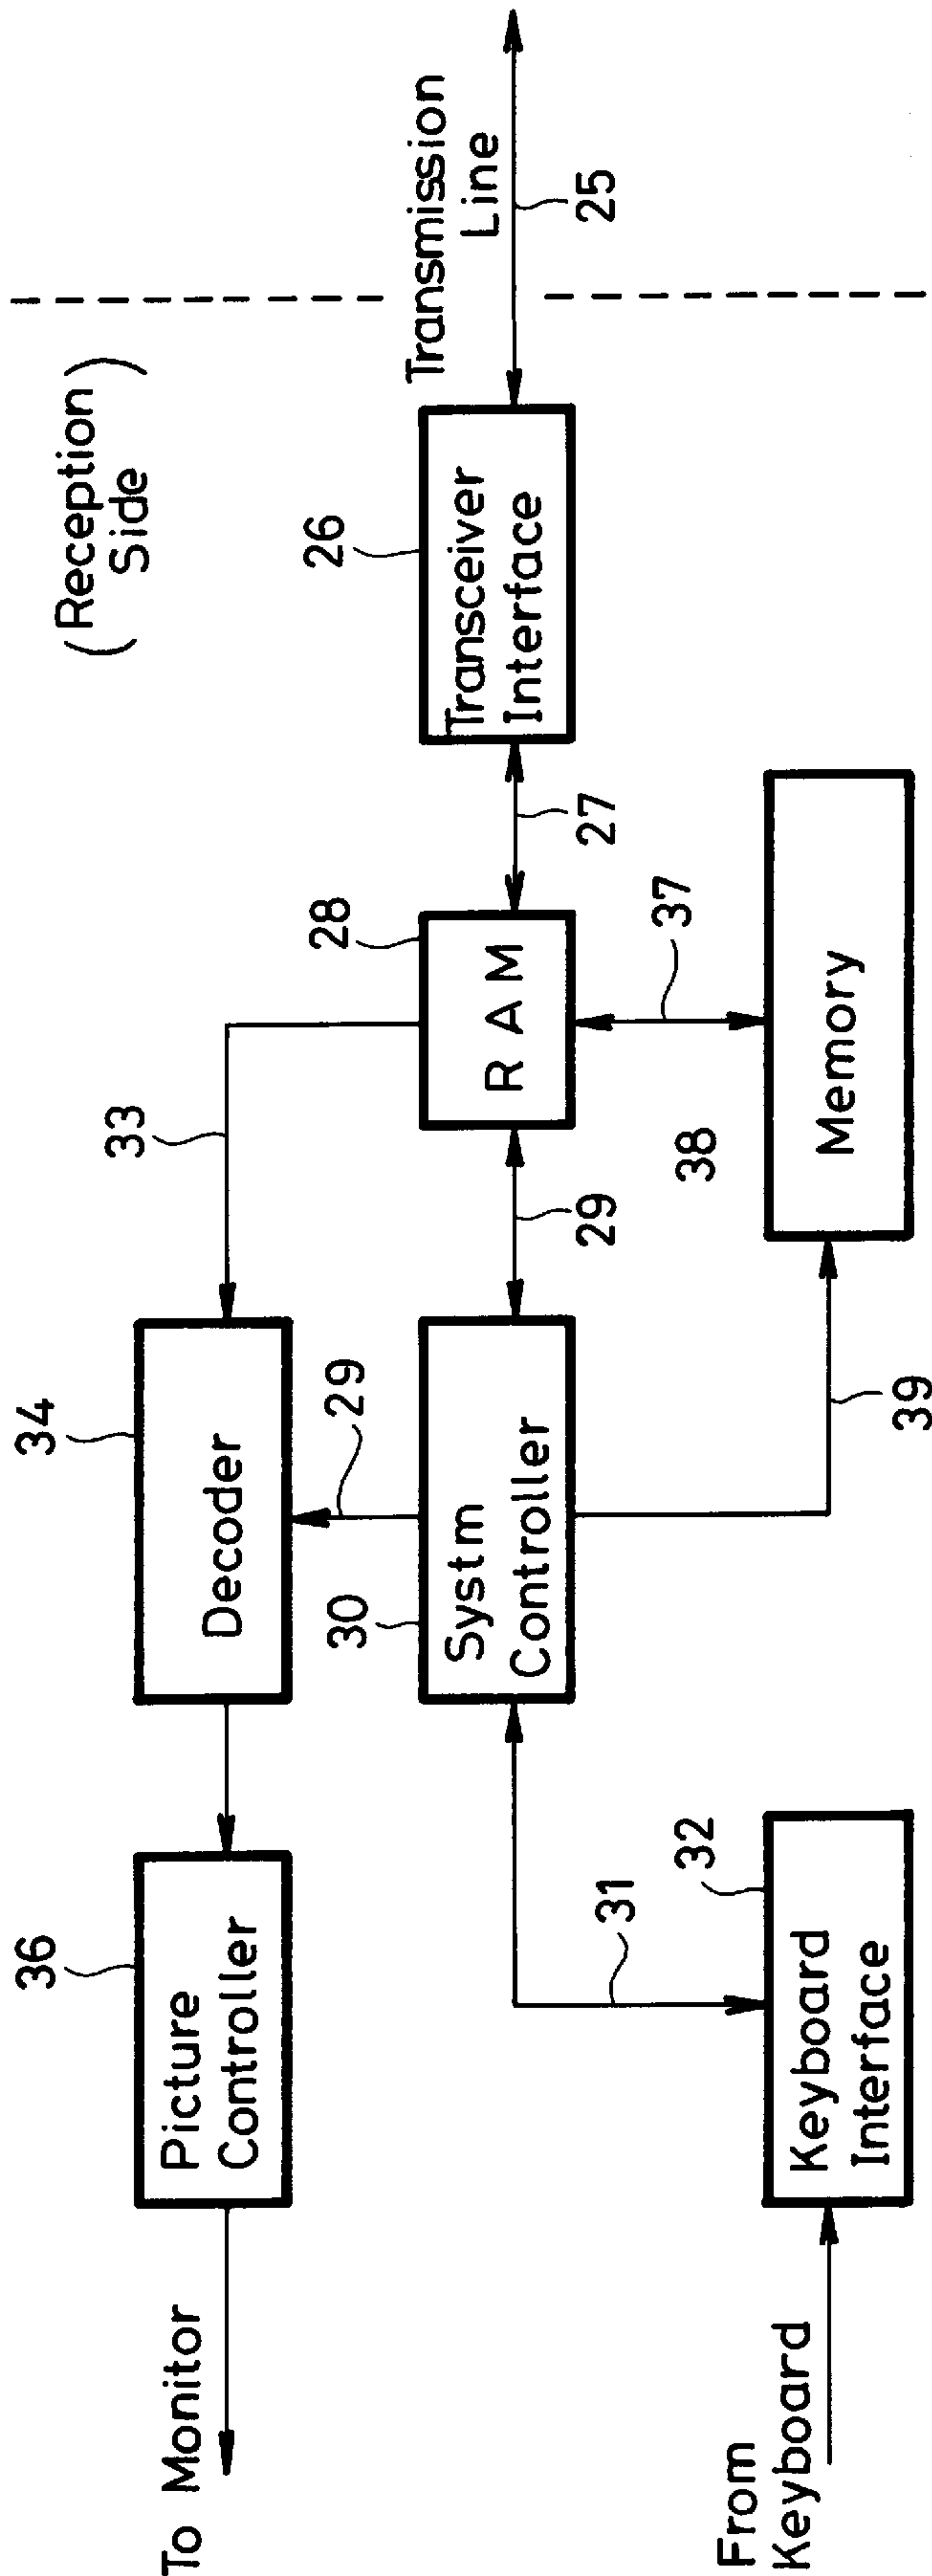 ( Reception )
Side
Transmission
Line
25
26
Transceiver
Interface
27
28
R A M
29
37
38
Memory
33
34
Decoder
29
30
Systm
Controller
39
36
Picture
Controller
31
32
Keyboard
Interface
To Monitor
From
Keyboard